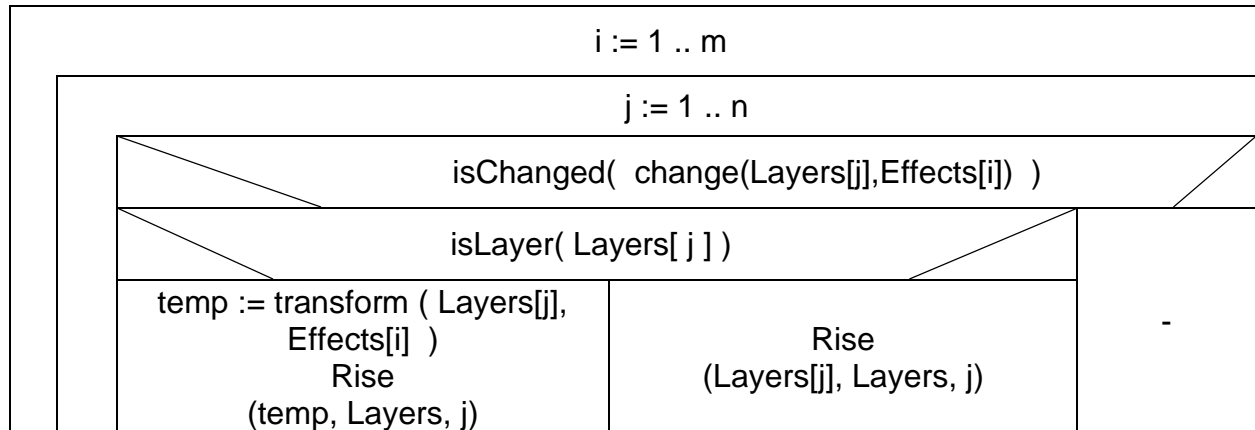 i := 1 .. m
j := 1 .. n
isChanged(  change(Layers[j],Effects[i])  )
isLayer( Layers[ j ] )
temp := transform ( Layers[j],
Effects[i]  )
Rise
(temp, Layers, j)
Rise
(Layers[j], Layers, j)
-